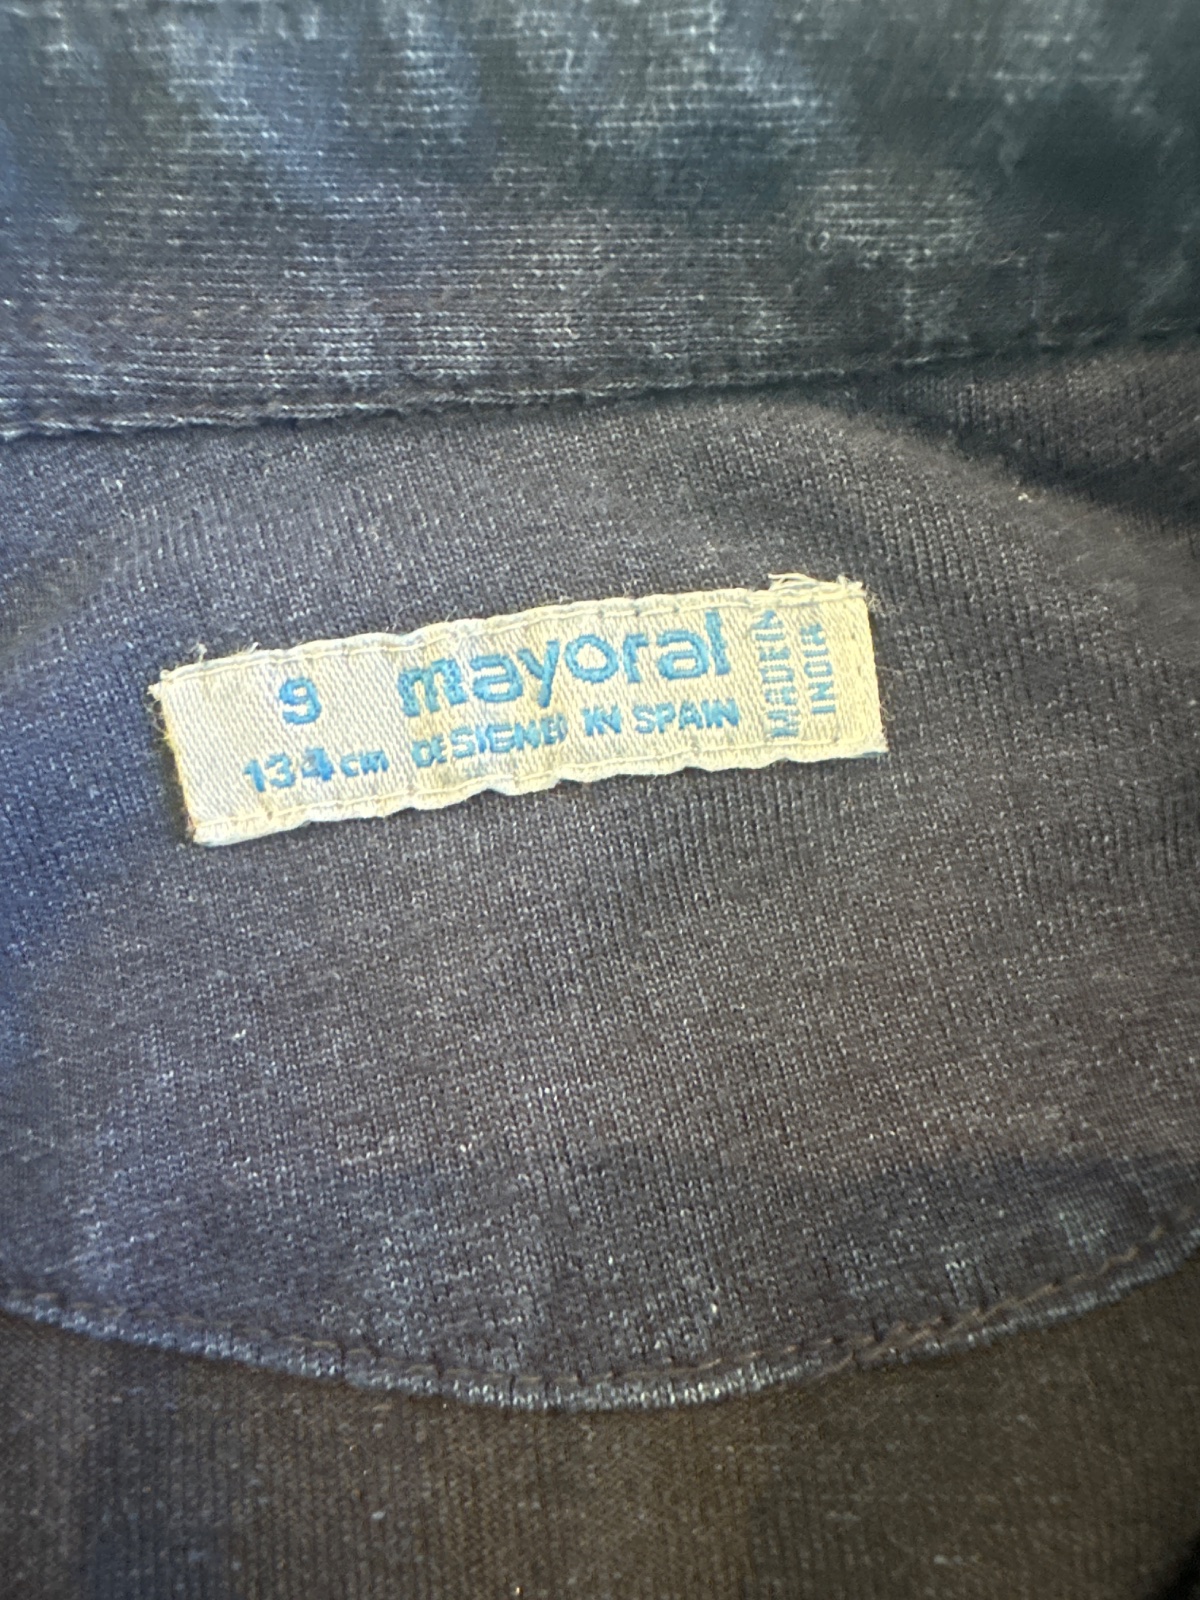 9
134cm
mayoral
DESIGNED IN SPAIN
MADE IN
INDIA